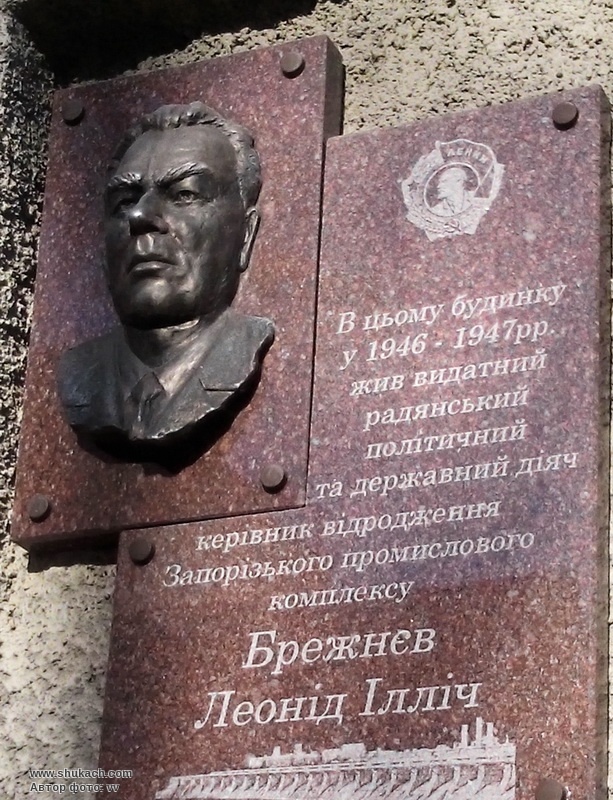 ЛЕНИН
В цьому будинку
у 1946 - 1947рр.
жив видатний
радянський
політичний
та державний діяч
керівник відродження
Запорізького промислового
комплексу
Брежнєв
Леонід Ілліч
www.shukach.com
Автор фото: vv